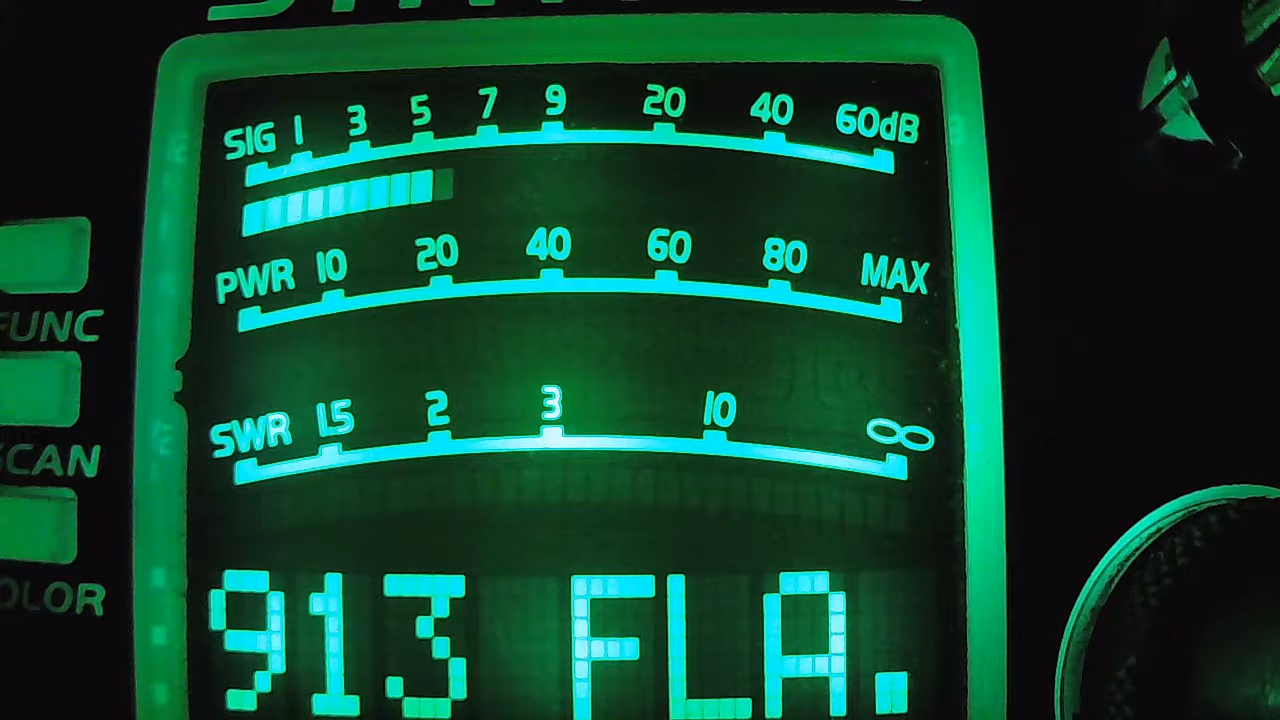 SIG 1 3 5 7 9 20 40 60dB
PWR 10 20 40 60 80 MAX
FUNC
SWR 1.5 2 3 10 ∞
SCAN
913 FLA.